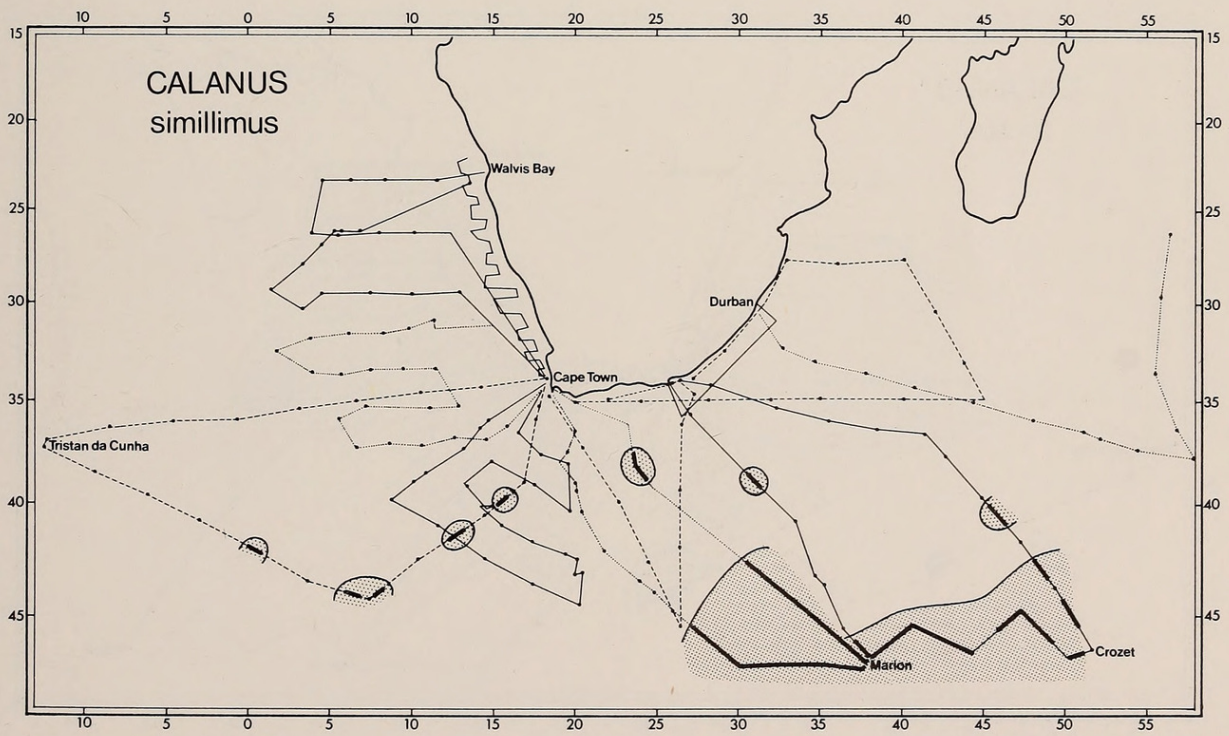 10 5 0 5 10 15 20 25 30 35 40 45 50 55
15 15
CALANUS
simillimus
20 20
Walvis Bay
25 25
30 Durban 30
Cape Town
35 35
Tristan da Cunha
40 40
45 45
Crozet
Marion
10 5 0 5 10 15 20 25 30 35 40 45 50 55